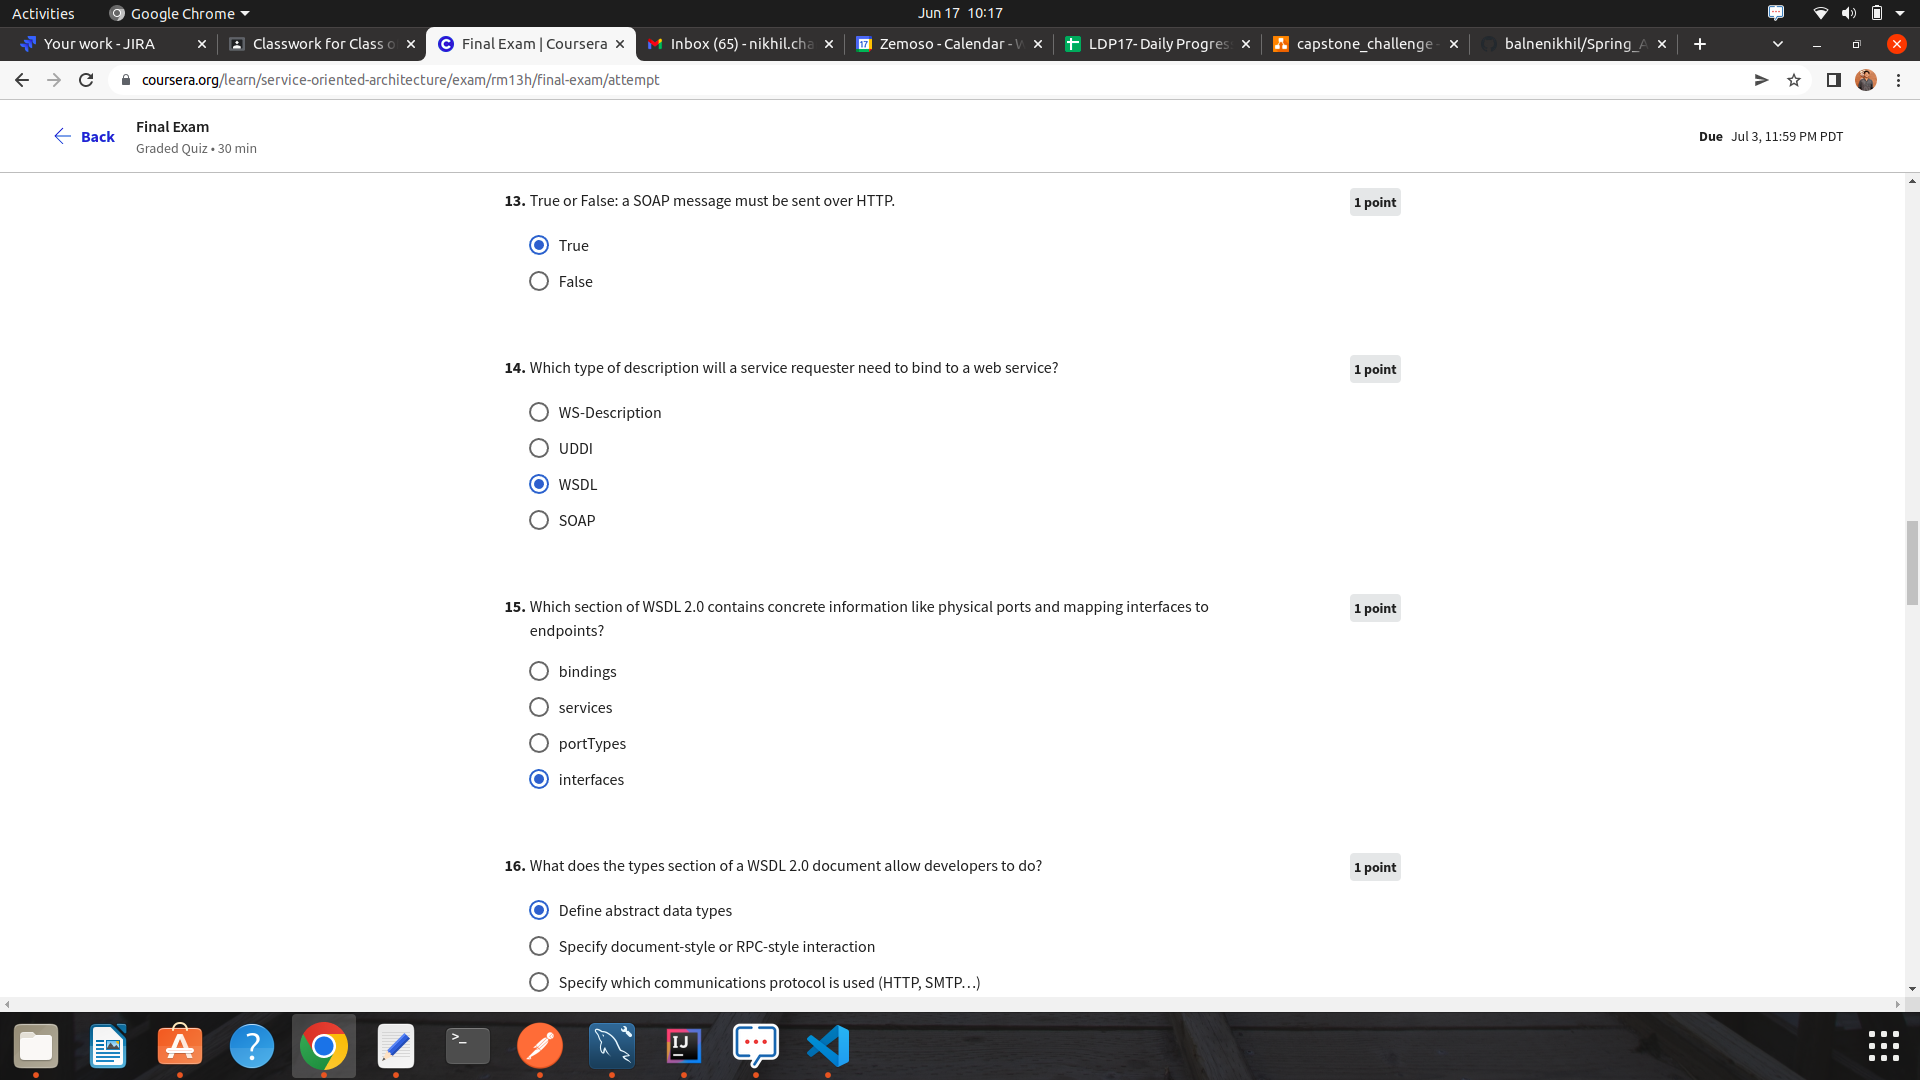 Activities
Google Chrome
Jun 17 10:17
Your work - JIRA
Classwork for Class o
Final Exam | Coursera
Inbox (65) - nikhil.cha
Zemoso - Calendar - W
LDP17- Daily Progres
capstone_challenge -
balnenikhil/Spring_A
coursera.org/learn/service-oriented-architecture/exam/rm13h/final-exam/attempt
Back
Final Exam
Graded Quiz • 30 min
Due Jul 3, 11:59 PM PDT
13. True or False: a SOAP message must be sent over HTTP.
1 point
True
False
14. Which type of description will a service requester need to bind to a web service?
1 point
WS-Description
UDDI
WSDL
SOAP
15. Which section of WSDL 2.0 contains concrete information like physical ports and mapping interfaces to
endpoints?
1 point
bindings
services
portTypes
interfaces
16. What does the types section of a WSDL 2.0 document allow developers to do?
1 point
Define abstract data types
Specify document-style or RPC-style interaction
Specify which communications protocol is used (HTTP, SMTP…)